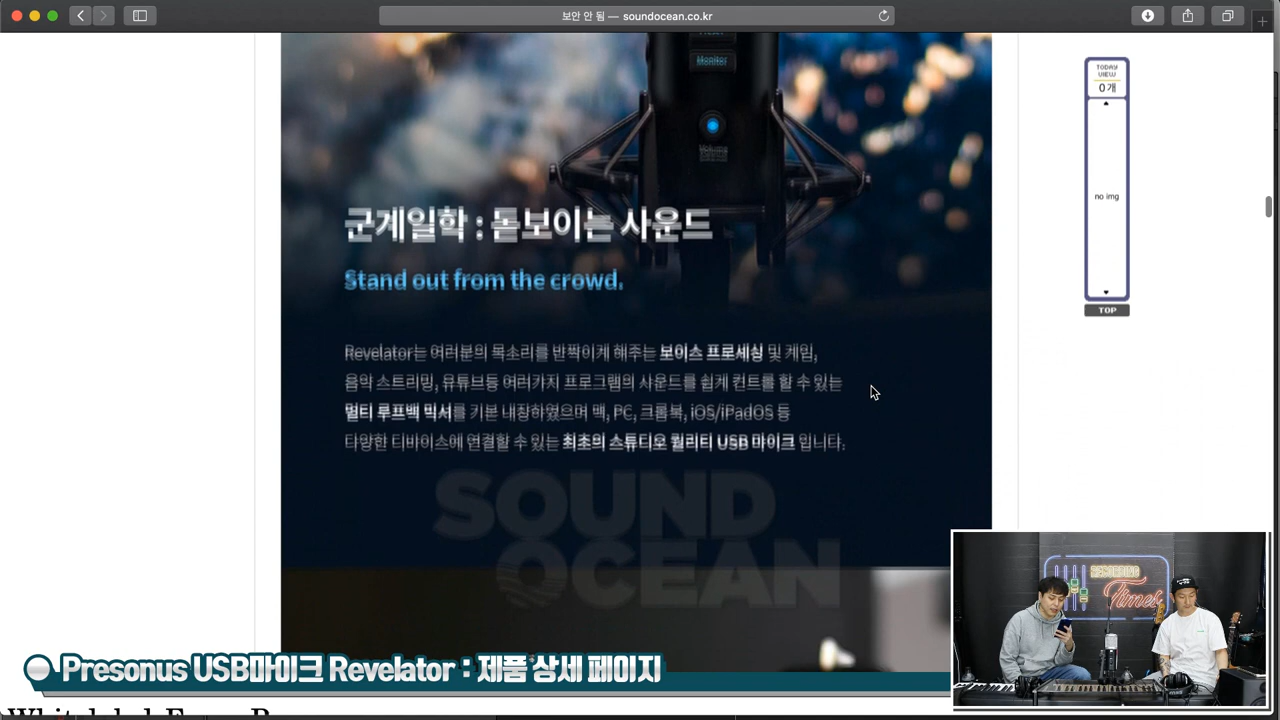 보안 안 됨 — soundocean.co.kr
Monitor
TODAY
VIEW
0개
no img
TOP
군계일학 : 돋보이는 사운드
Stand out from the crowd.
Revelator는 여러분의 목소리를 반짝이게 해주는 보이스 프로세싱 및 게임,
음악 스트리밍, 유튜브등 여러가지 프로그램의 사운드를 쉽게 컨트롤 할 수 있는
멀티 루프백 믹서를 기본 내장하였으며 맥, PC, 크롬북, iOS/iPadOS 등
다양한 디바이스에 연결할 수 있는 최초의 스튜디오 퀄리티 USB 마이크 입니다.
SOUND
OCEAN
RECORDING
Times
Presonus USB마이크 Revelator : 제품 상세 페이지